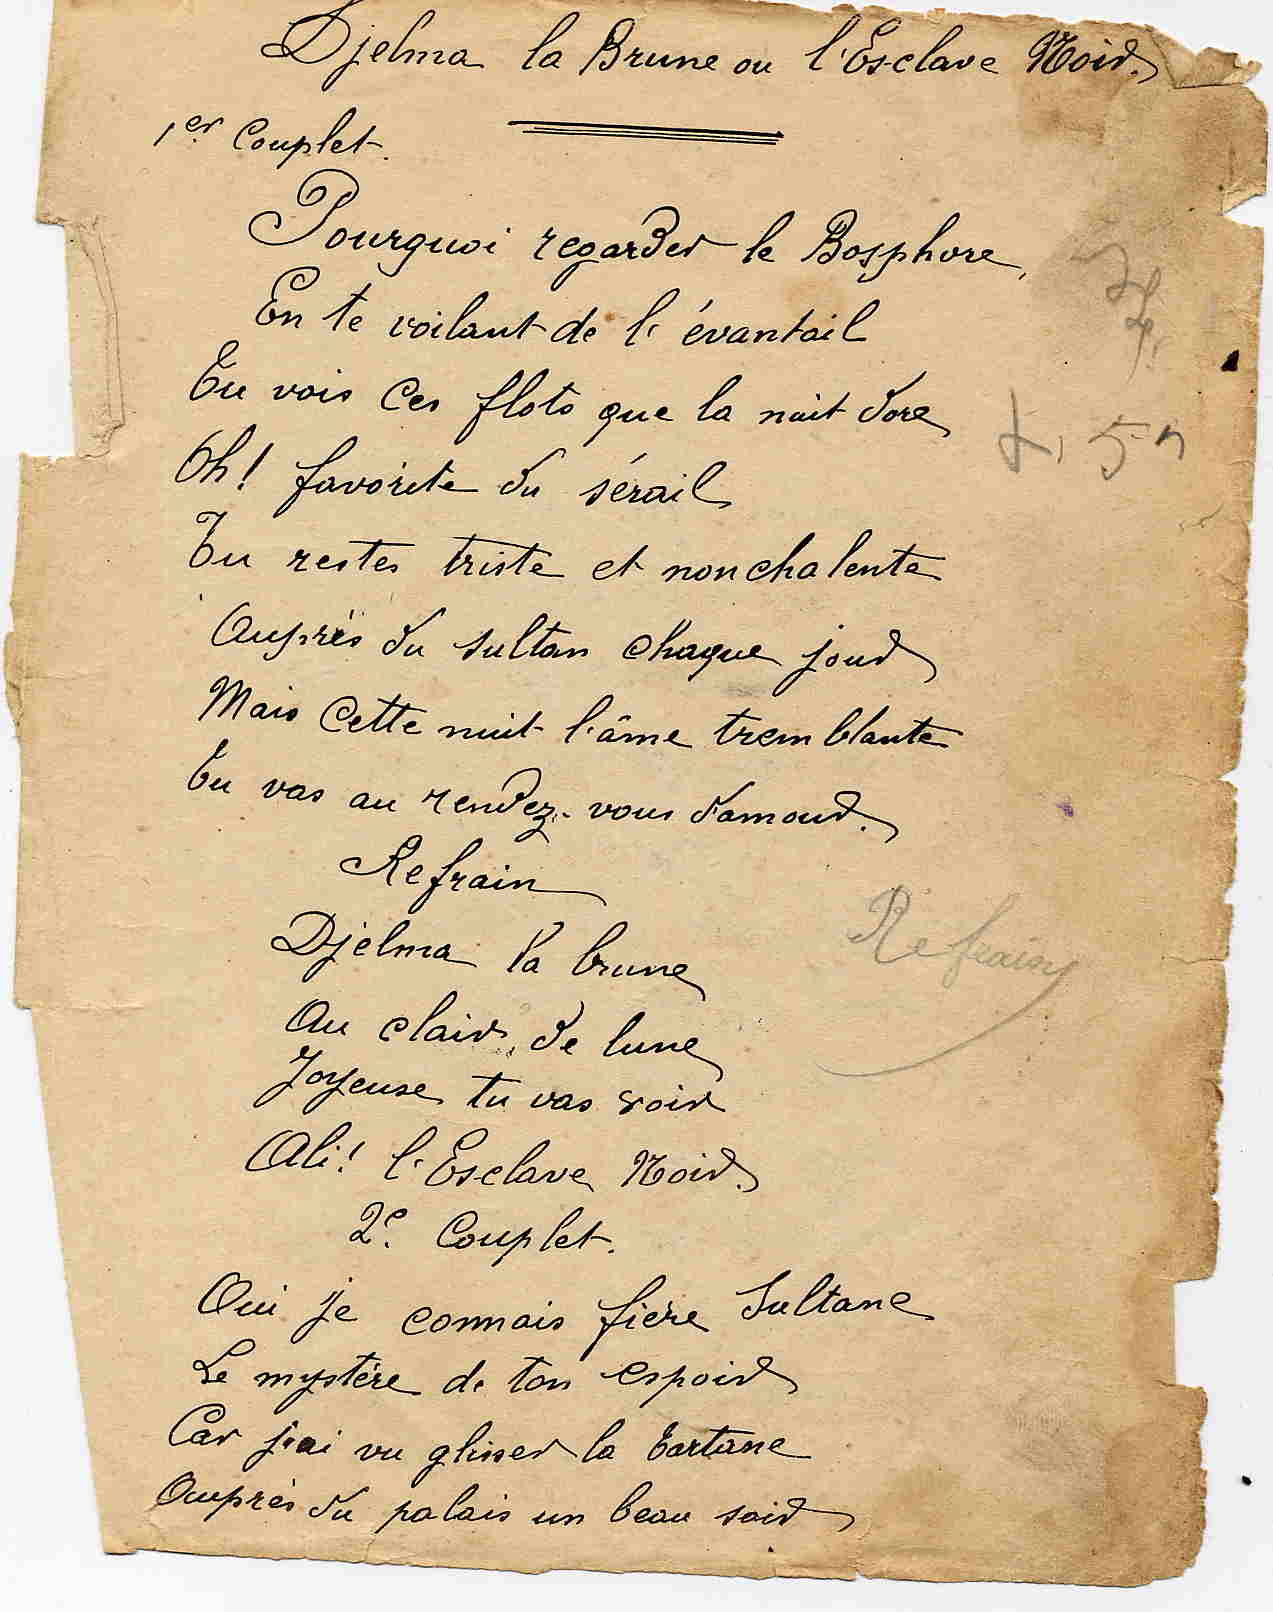 Djelma la Brune ou l'Esclave Noir.
1er Couplet.
Pourquoi regarder le Bosphore,
En te voilant de l'évantail
Tu vois ces flots que la nuit dore
Oh! favorite du sérail
Tu restes triste et nonchalente
Auprès du sultan chaque jour
Mais cette nuit l'âme tremblante
Tu vas au rendez-vous d'amour.
Refrain
Refrain
Djelma la brune
Au clair de lune
Joyeuse tu vas voir
Ali! l'Esclave Noir.
2e. Couplet.
Oui je connais fière Sultane
Le mystère de ton espoir
Car j'ai vu glisser la tartane
Auprès du palais un beau soir